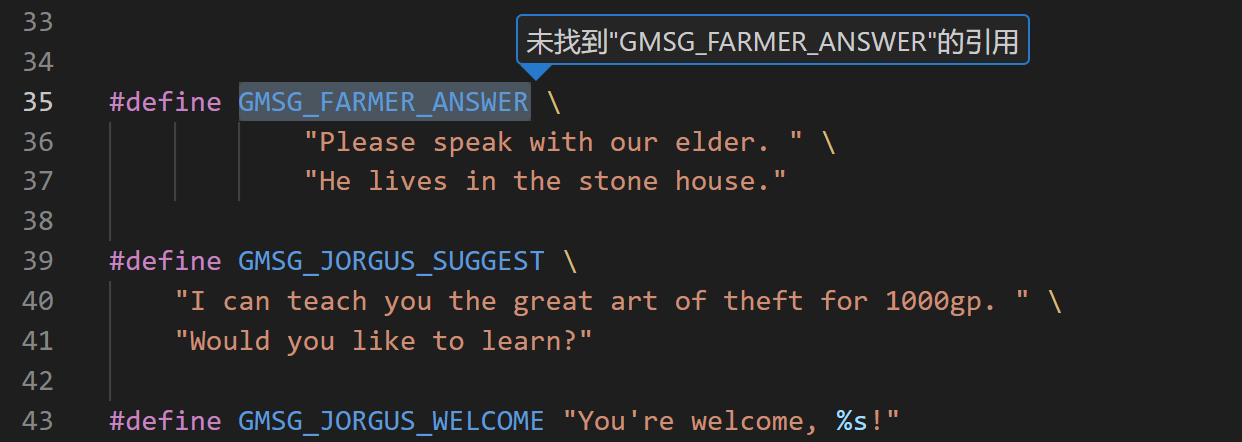 33
未找到"GMSG_FARMER_ANSWER"的引用
34
35 #define GMSG_FARMER_ANSWER \
36 "Please speak with our elder. " \
37 "He lives in the stone house."
38
39 #define GMSG_JORGUS_SUGGEST \
40 "I can teach you the great art of theft for 1000gp. " \
41 "Would you like to learn?"
42
43 #define GMSG_JORGUS_WELCOME "You're welcome, %s!"